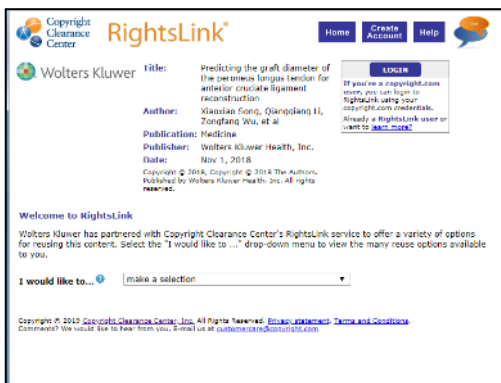 Copyright
Clearance
Center
RightsLink®
Home
Create
Account
Help
Wolters Kluwer
Title:
Predicting the graft diameter of
the peroneus longus tendon for
anterior cruciate ligament
reconstruction
Author:
Xiaoxiao Song, Qianqiang Li,
Zongfang Wu, et al
Publication:
Medicine
Publisher:
Wolters Kluwer Health, Inc.
Date:
Nov 1, 2018
Copyright © 2018, Copyright © 2018 The Authors.
Published by Wolters Kluwer Health, Inc. All rights
reserved.
LOGIN
If you're a copyright.com
user, you can login to
RightsLink using your
copyright.com credentials.
Already a RightsLink user or
want to learn more?
Welcome to RightsLink
Wolters Kluwer has partnered with Copyright Clearance Center's RightsLink service to offer a variety of options
for reusing this content. Select the "I would like to ..." drop-down menu to view the many reuse options available
to you.
I would like to...
make a selection
Copyright © 2019 Copyright Clearance Center, Inc. All Rights Reserved. Privacy statement. Terms and Conditions.
Comments? We would like to hear from you. E-mail us at customercare@copyright.com